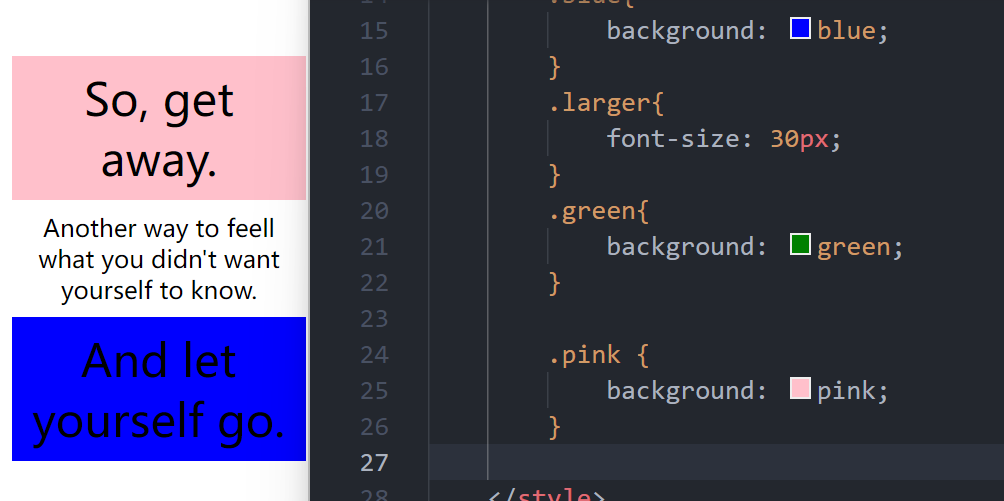 So, get
away.
Another way to feell
what you didn't want
yourself to know.
And let
yourself go.
14 .blue{
15 background: blue;
16 }
17 .larger{
18 font-size: 30px;
19 }
20 .green{
21 background: green;
22 }
23
24 .pink {
25 background: pink;
26 }
27
28 </style>